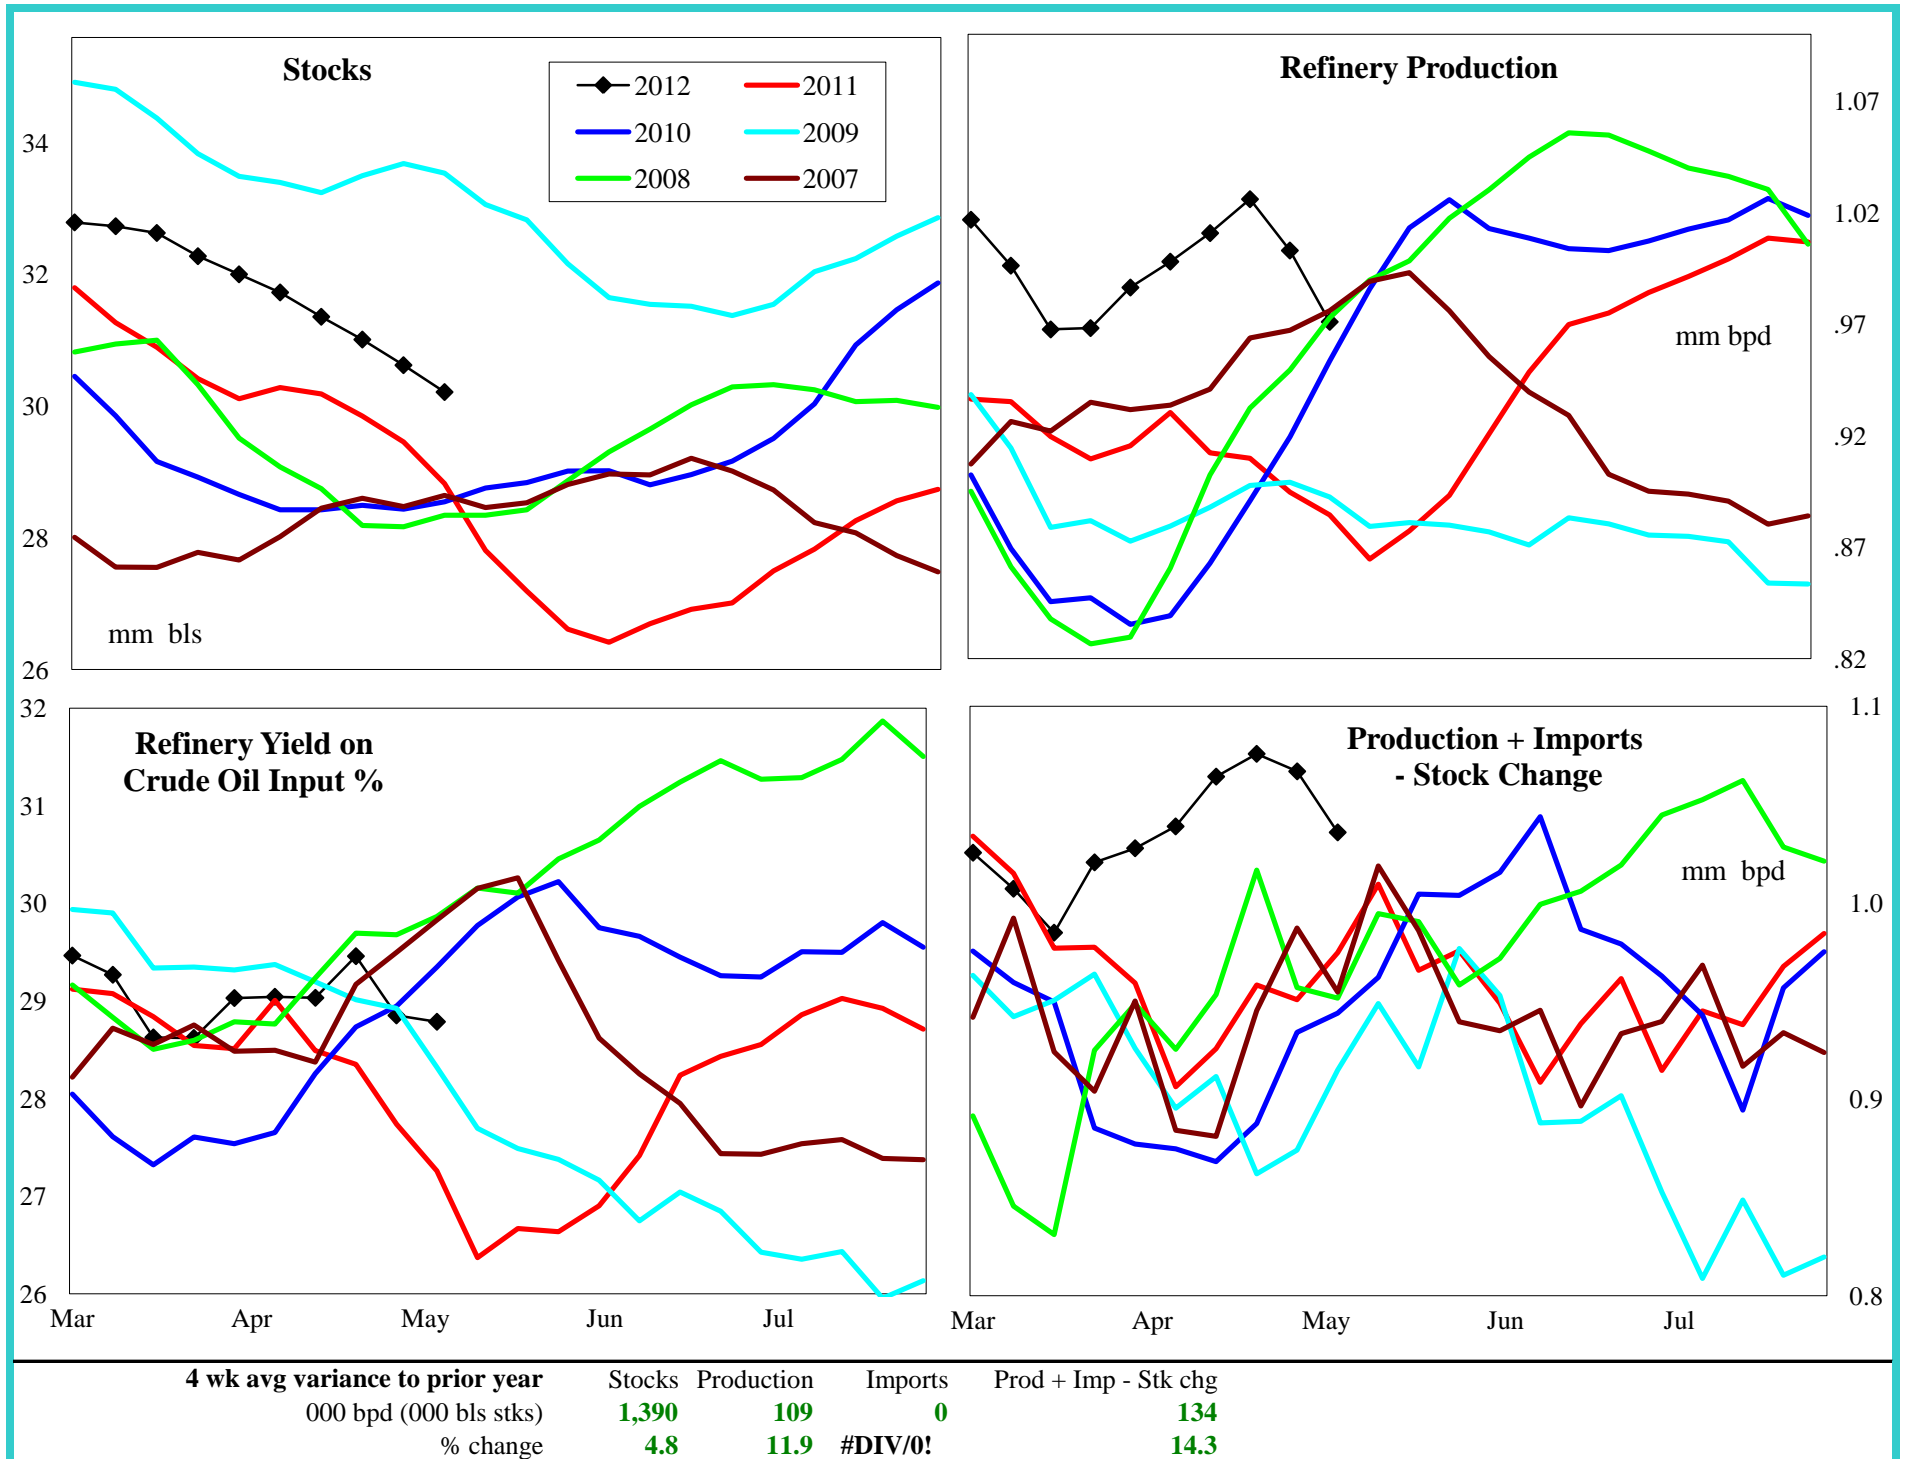 Stocks
2012
2011
2010
2009
2008
2007
34
32
30
28
26
mm bls
Refinery Production
1.07
1.02
.97
.92
.87
.82
mm bpd
Refinery Yield on
Crude Oil Input %
32
31
30
29
28
27
26
Mar Apr May Jun Jul
Production + Imports
- Stock Change
mm bpd
1.1
1.0
0.9
0.8
Mar Apr May Jun Jul
4 wk avg variance to prior year Stocks Production Imports Prod + Imp - Stk chg
000 bpd (000 bls stks) 1,390 109 0 134
% change 4.8 11.9 #DIV/0! 14.3